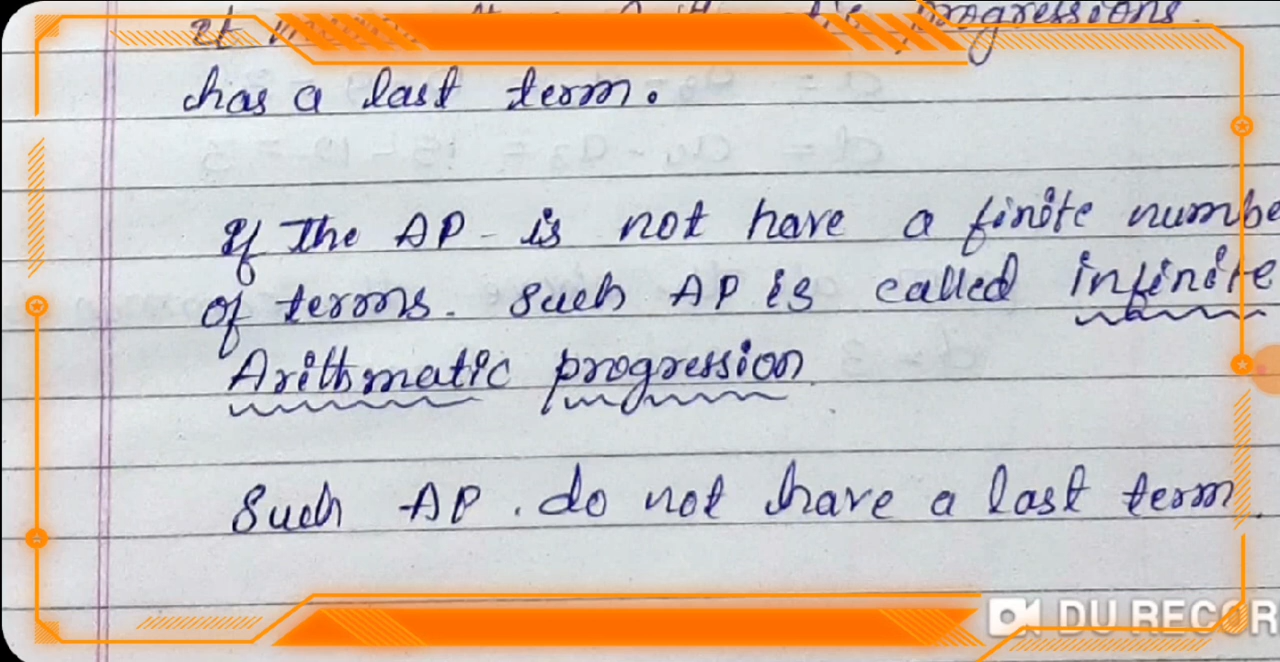 progressions.
has a last term.
If The AP is not have a finite numbe
of terms. Such AP is called infinite
Arithmatic progression.
Such AP. do not have a last term.
DU RECOR